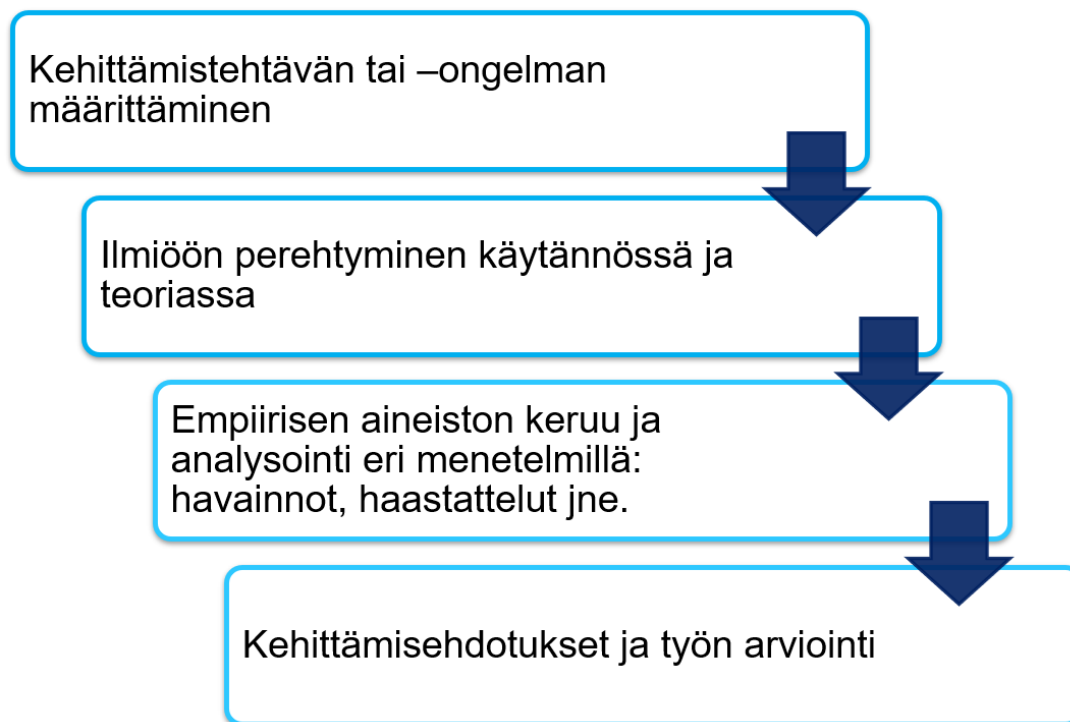 Kehittämistehtävän tai –ongelman
määrittäminen
Ilmiöön perehtyminen käytännössä ja
teoriassa
Empiirisen aineiston keruu ja
analysointi eri menetelmillä:
havainnot, haastattelut jne.
Kehittämisehdotukset ja työn arviointi